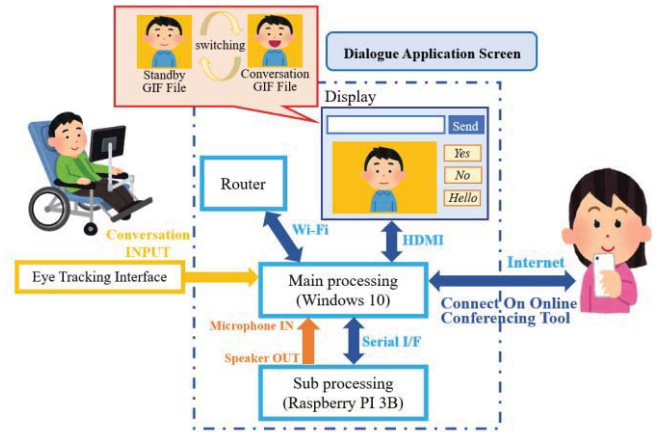 switching
Standby
GIF File
Conversation
GIF File
Dialogue Application Screen
Display
Send
Yes
No
Hello
Router
Wi-Fi
HDMI
Conversation
INPUT
Eye Tracking Interface
Main processing
(Windows 10)
Internet
Connect On Online
Conferencing Tool
Microphone IN
Speaker OUT
Serial I/F
Sub processing
(Raspberry PI 3B)